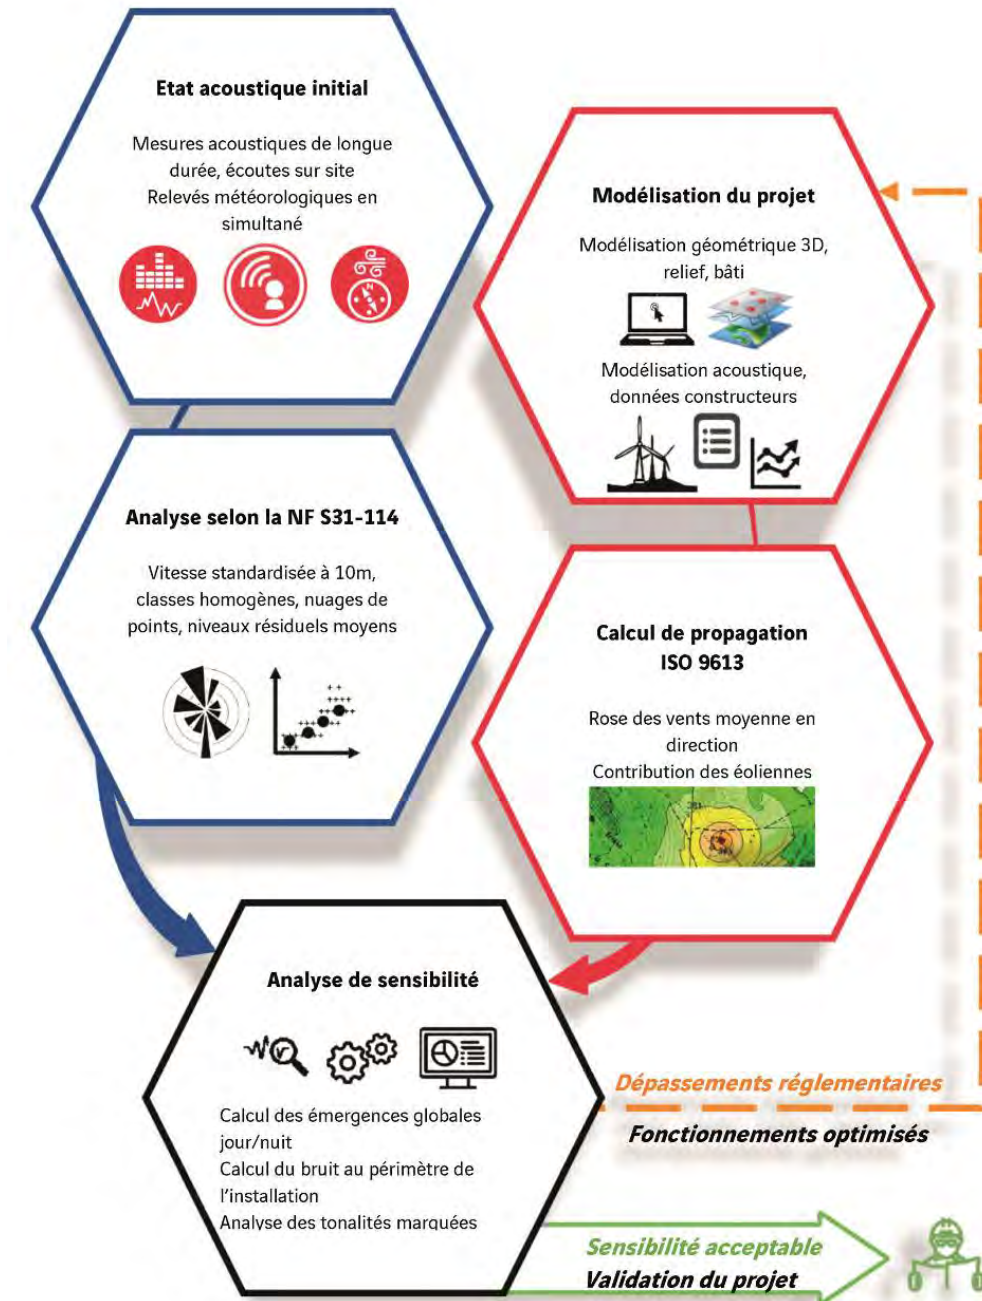 Etat acoustique initial
Mesures acoustiques de longue
durée, écoutes sur site
Relevés météorologiques en
simultané
Modélisation du projet
Modélisation géométrique 3D,
relief, bâti
Modélisation acoustique,
données constructeurs
Analyse selon la NF S31-114
Vitesse standardisée à 10m,
classes homogènes, nuages de
points, niveaux résiduels moyens
Calcul de propagation
ISO 9613
Rose des vents moyenne en
direction
Contribution des éoliennes
Analyse de sensibilité
Calcul des émergences globales
jour/nuit
Calcul du bruit au périmètre de
l'installation
Analyse des tonalités marquées
Dépassements réglementaires
Fonctionnements optimisés
Sensibilité acceptable
Validation du projet